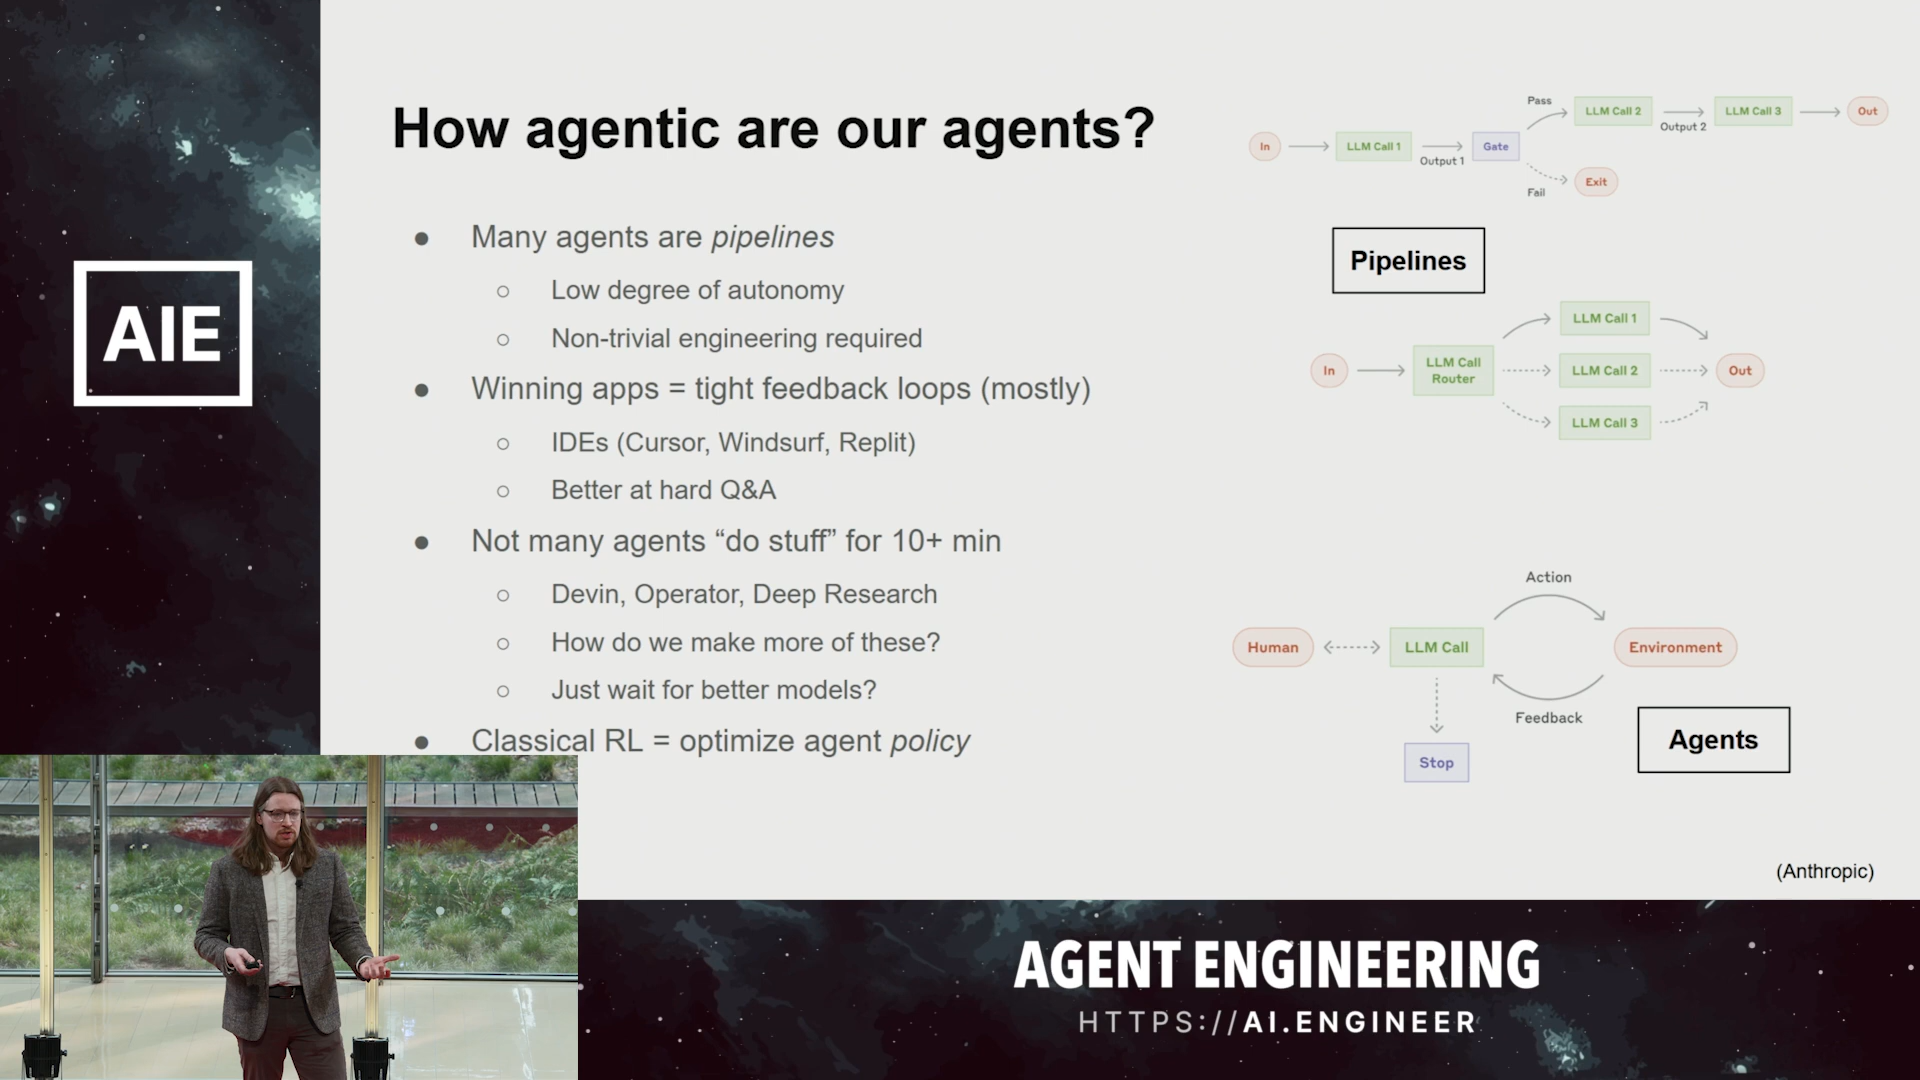 AIE
How agentic are our agents?
● Many agents are pipelines
○ Low degree of autonomy
○ Non-trivial engineering required
● Winning apps = tight feedback loops (mostly)
○ IDEs (Cursor, Windsurf, Replit)
○ Better at hard Q&A
● Not many agents “do stuff” for 10+ min
○ Devin, Operator, Deep Research
○ How do we make more of these?
○ Just wait for better models?
● Classical RL = optimize agent policy
In
LLM Call 1
Output 1
Gate
Pass
LLM Call 2
Output 2
LLM Call 3
Out
Fail
Exit
Pipelines
In
LLM Call
Router
LLM Call 1
LLM Call 2
LLM Call 3
Out
Human
LLM Call
Action
Environment
Feedback
Stop
Agents
(Anthropic)
AGENT ENGINEERING
HTTPS://AI.ENGINEER